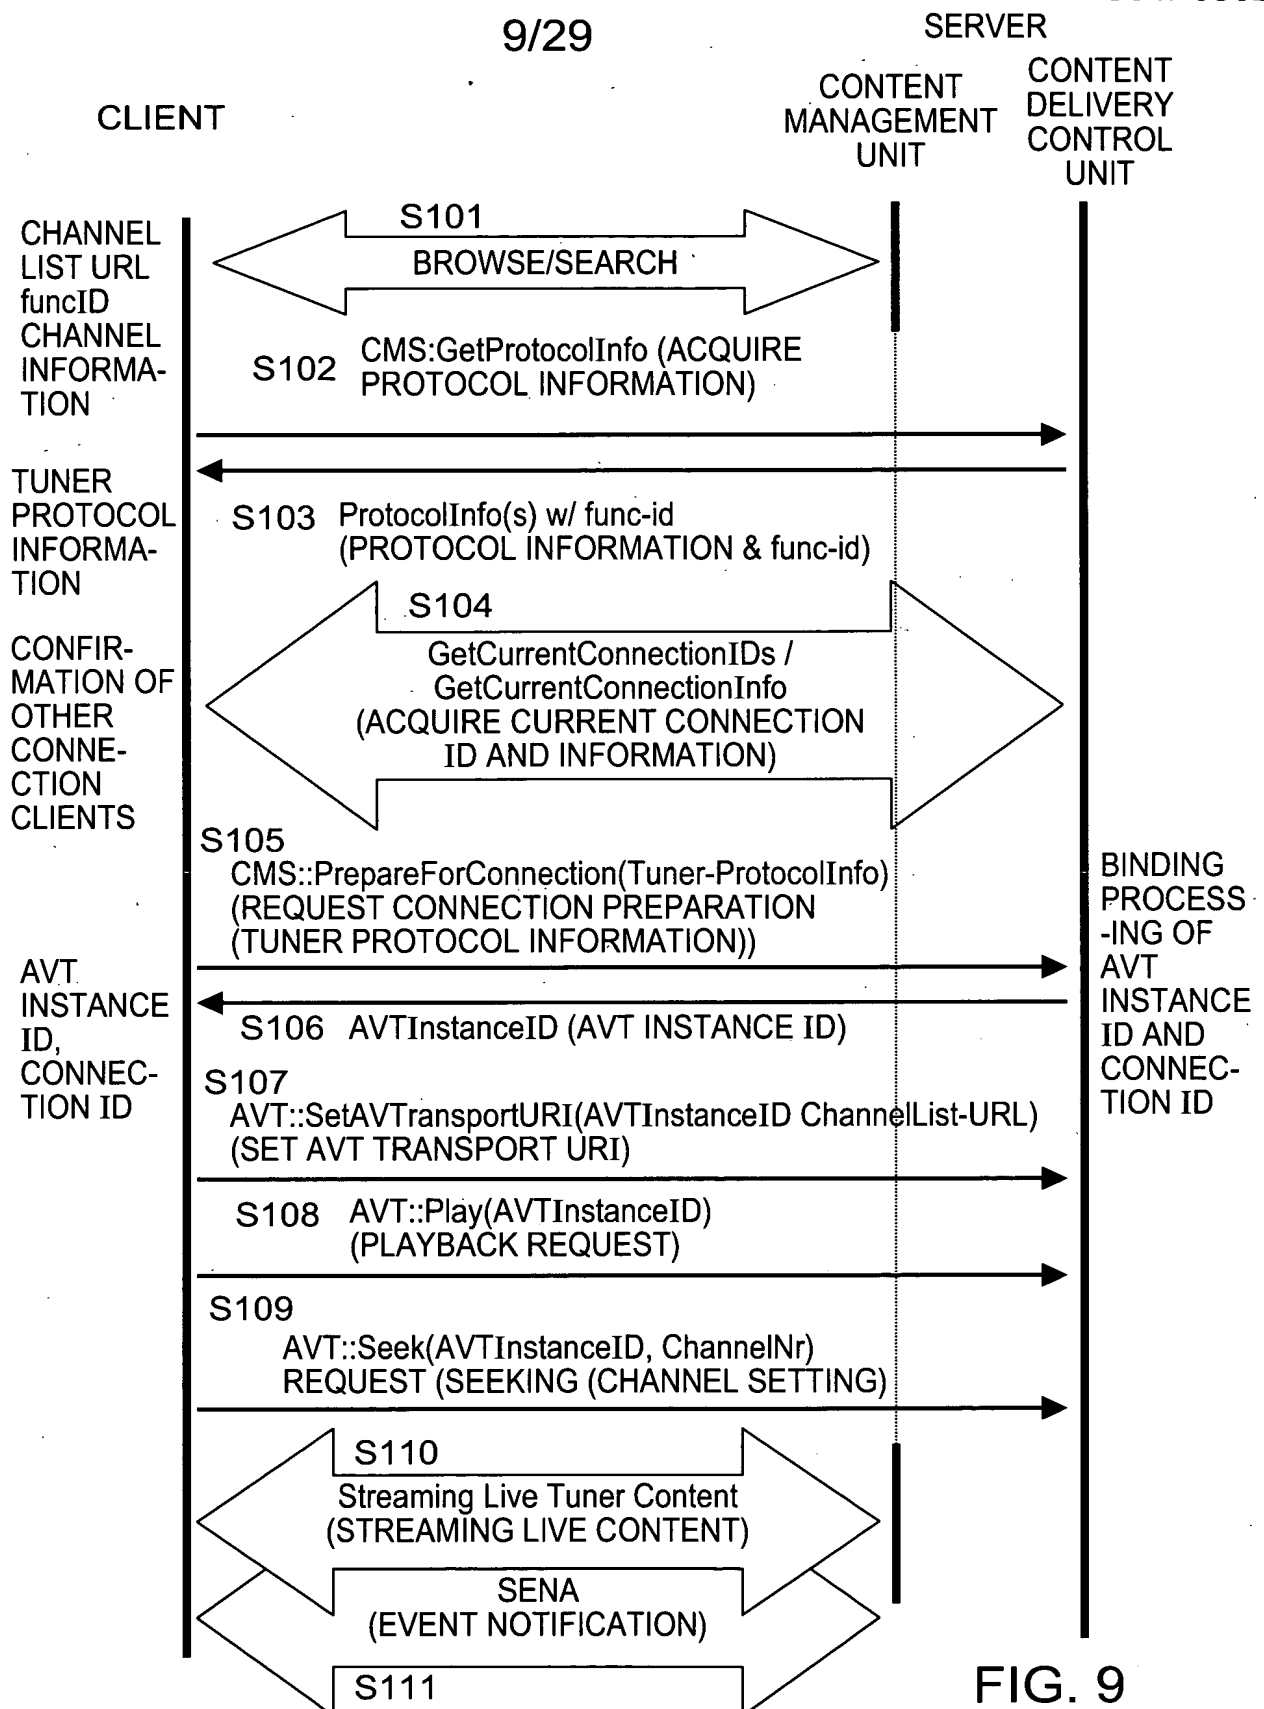 9/29
SERVER
CLIENT
CONTENT
MANAGEMENT
UNIT
CONTENT
DELIVERY
CONTROL
UNIT
CHANNEL
LIST URL
funcID
CHANNEL
INFORMA-
TION
S101
BROWSE/SEARCH
S102
CMS:GetProtocolInfo (ACQUIRE
PROTOCOL INFORMATION)
TUNER
PROTOCOL
INFORMA-
TION
S103
ProtocolInfo(s) w/ func-id
(PROTOCOL INFORMATION & func-id)
CONFIR-
MATION OF
OTHER
CONNE-
CTION
CLIENTS
S104
GetCurrentConnectionIDs /
GetCurrentConnectionInfo
(ACQUIRE CURRENT CONNECTION
ID AND INFORMATION)
S105
CMS::PrepareForConnection(Tuner-ProtocolInfo)
(REQUEST CONNECTION PREPARATION
(TUNER PROTOCOL INFORMATION))
BINDING
PROCESS
-ING OF
AVT
INSTANCE
ID AND
CONNEC-
TION ID
AVT
INSTANCE
ID,
CONNEC-
TION ID
S106 AVTInstanceID (AVT INSTANCE ID)
S107
AVT::SetAVTransportURI(AVTInstanceID ChannelList-URL)
(SET AVT TRANSPORT URI)
S108
AVT::Play(AVTInstanceID)
(PLAYBACK REQUEST)
S109
AVT::Seek(AVTInstanceID, ChannelNr)
REQUEST (SEEKING (CHANNEL SETTING)
S110
Streaming Live Tuner Content
(STREAMING LIVE CONTENT)
SENA
(EVENT NOTIFICATION)
S111
FIG. 9